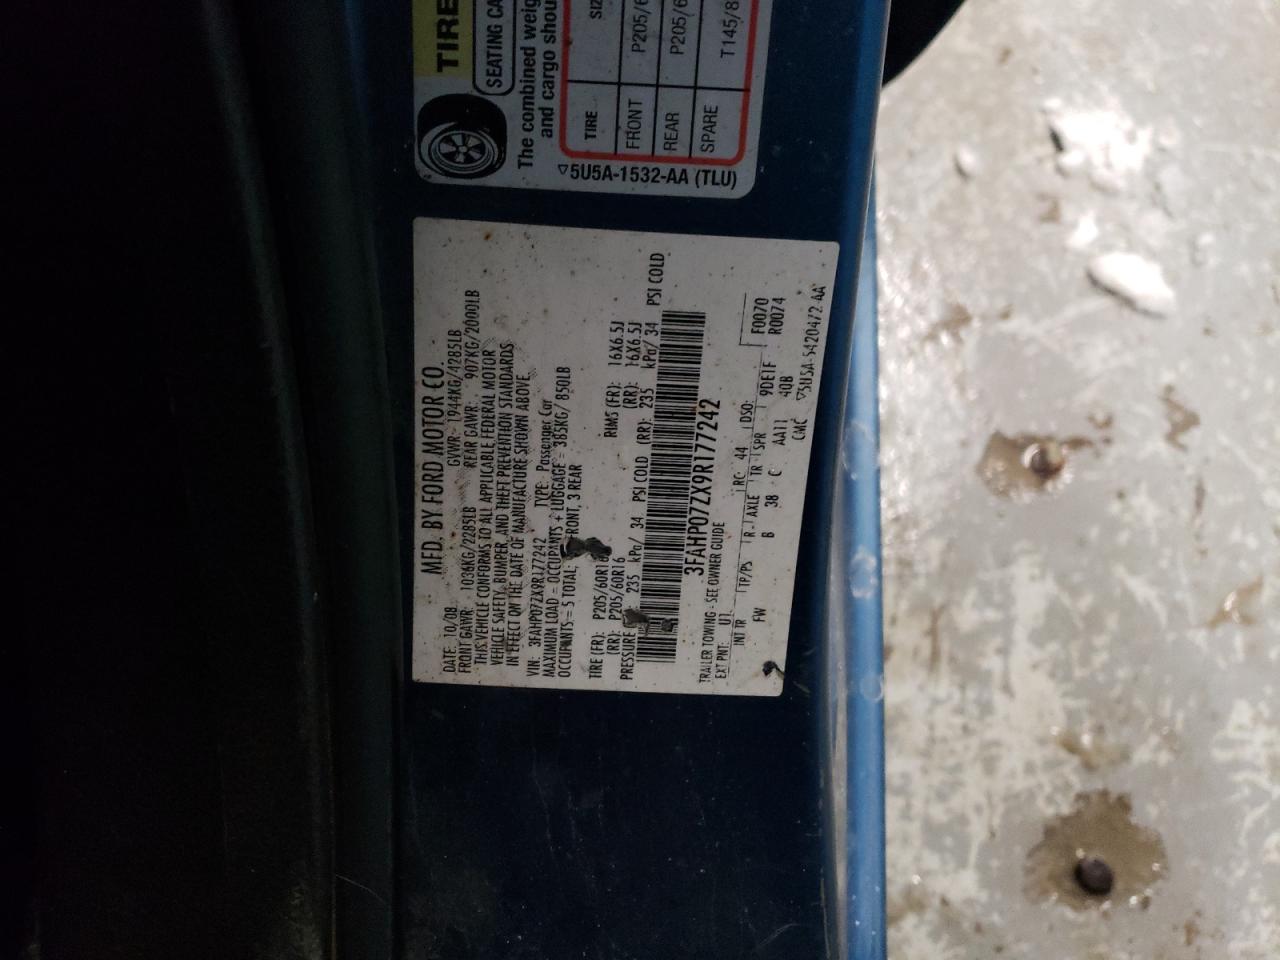 MFD. BY FORD MOTOR CO.
DATE: 10/08 GVWR: 1944KG/4285LB
FRONT GAWR: 1036KG/2285LB REAR GAWR: 907KG/2000LB
THIS VEHICLE CONFORMS TO ALL APPLICABLE FEDERAL MOTOR
VEHICLE SAFETY, BUMPER, AND THEFT PREVENTION STANDARDS
IN EFFECT ON THE DATE OF MANUFACTURE SHOWN ABOVE.
VIN: 3FAHP07ZX9R177242 TYPE: Passenger Car
MAXIMUM LOAD = OCCUPANTS + LUGGAGE = 385KG/ 850LB
OCCUPANTS = 5 TOTAL; FRONT, 3 REAR
TIRE (FR): P205/60R16 RIMS (FR): 16X6.5J
(RR): P205/60R16 (RR): 16X6.5J
PRESSURE 235 kPa/ 34 PSI COLD (RR): 235 kPa/ 34 PSI COLD
3FAHP07ZX9R177242
TRAILER TOWING - SEE OWNER GUIDE
EXT PNT: U1 RC: 44 DSO: F0070
INT TR TP/PS R- AXLE TR SPR 9DE1F R0074
FW B 38 C AA11 40B
CMC ▽5U5A-5420472-AA
TIRE
SEATING CA
The combined weig
and cargo shou
TIRE SIZ
FRONT P205/6
REAR P205/6
SPARE T145/8
▽5U5A-1532-AA (TLU)